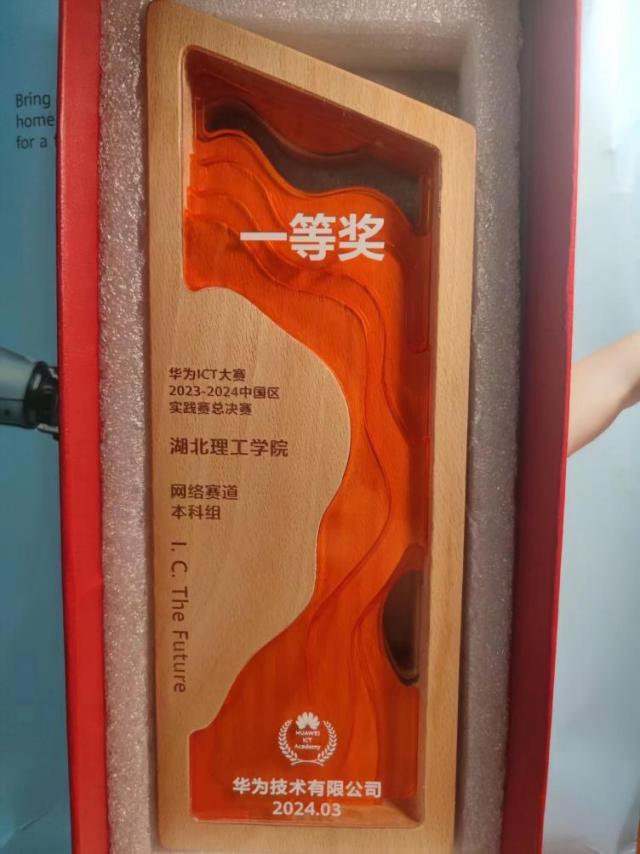 Bring
home
for a
一等奖
华为ICT大赛
2023-2024中国区
实践赛总决赛
湖北理工学院
网络赛道
本科组
I. C. The Future
HUAWEI
ICT
Academy
华为技术有限公司
2024.03